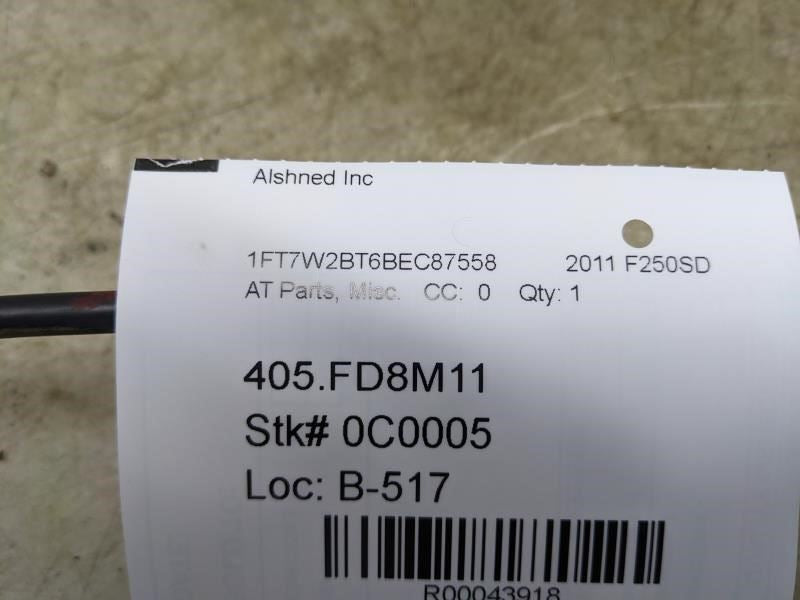 Alshned Inc
1FT7W2BT6BEC87558 2011 F250SD
AT Parts, Misc. CC: 0 Qty: 1
405.FD8M11
Stk# 0C0005
Loc: B-517
R00043918